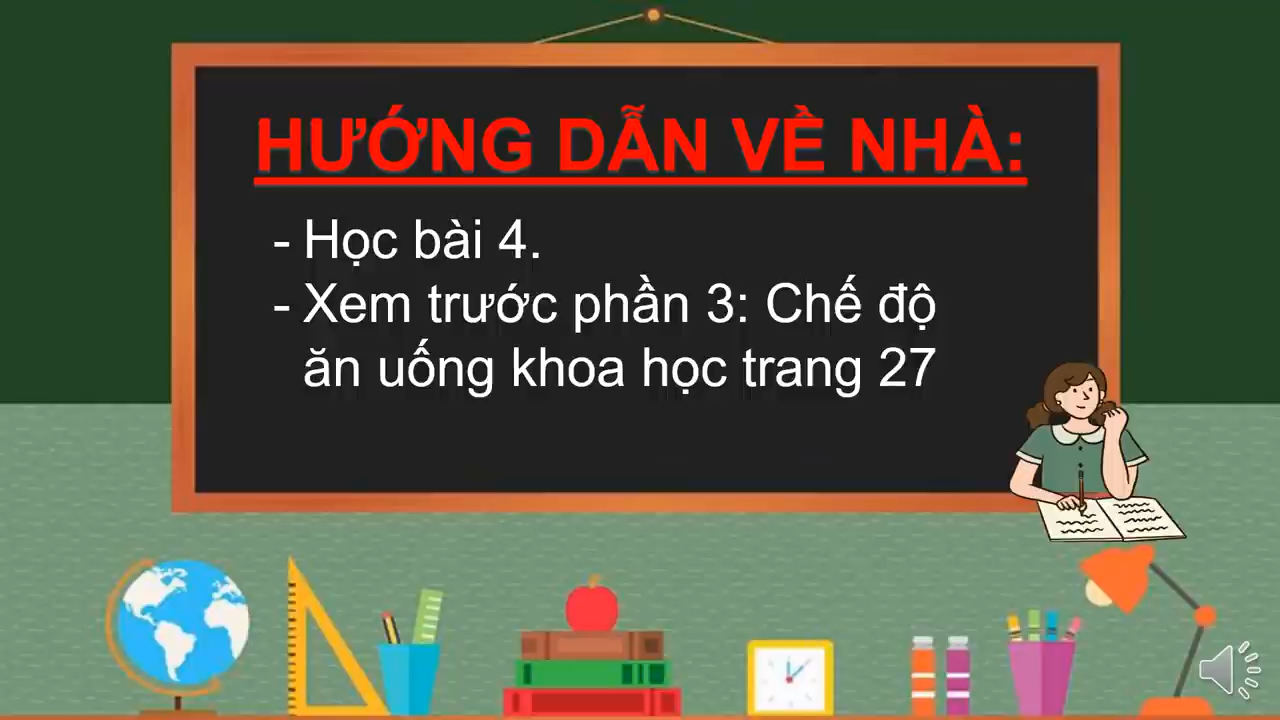 HƯỚNG DẪN VỀ NHÀ:
- Học bài 4.
- Xem trước phần 3: Chế độ
ăn uống khoa học trang 27